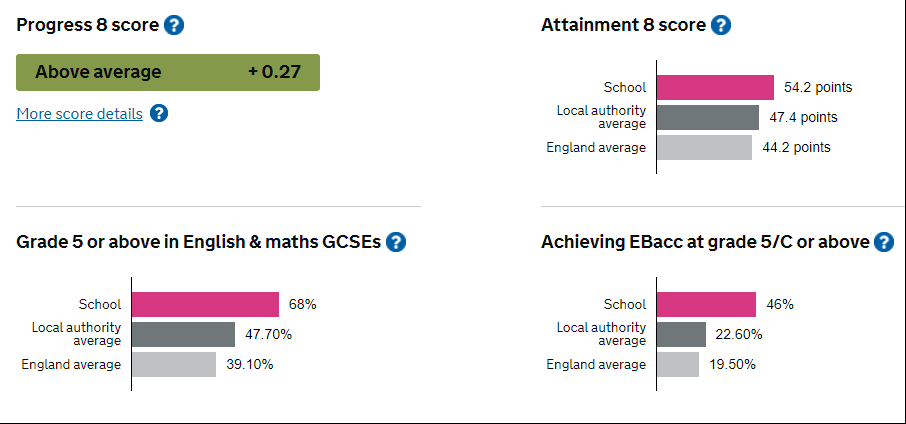 Progress 8 score ?
Above average + 0.27
More score details ?
Attainment 8 score ?
School 54.2 points
Local authority
average 47.4 points
England average 44.2 points
Grade 5 or above in English & maths GCSEs ?
School 68%
Local authority
average 47.70%
England average 39.10%
Achieving EBacc at grade 5/C or above ?
School 46%
Local authority
average 22.60%
England average 19.50%